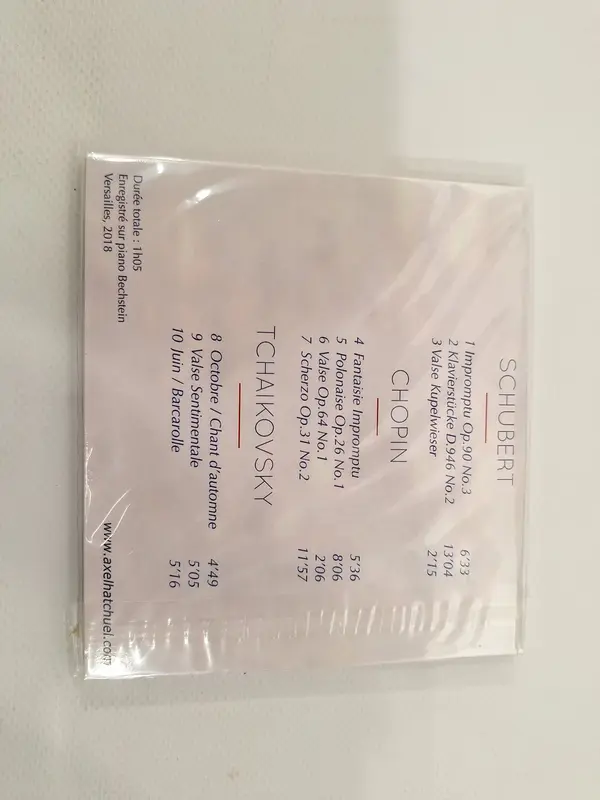 SCHUBERT
1 Impromptu Op.90 No.3 6'33
2 Klavierstücke D.946 No.2 13'04
3 Valse Kupelwieser 2'15
CHOPIN
4 Fantaisie Impromptu 5'36
5 Polonaise Op.26 No.1 8'06
6 Valse Op.64 No.1 2'06
7 Scherzo Op.31 No.2 11'57
TCHAIKOVSKY
8 Octobre / Chant d'automne 4'49
9 Valse Sentimentale 5'05
10 Juin / Barcarolle 5'16
Durée totale : 1h05
Enregistré sur piano Bechstein
Versailles, 2018
www.axelhatchuel.com